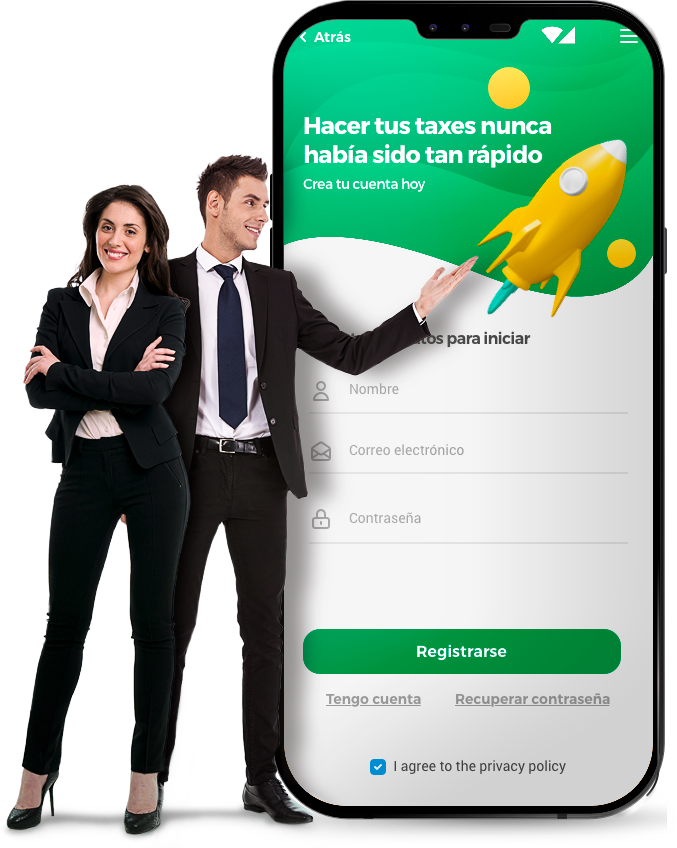 Atrás
Hacer tus taxes nunca
había sido tan rápido
Crea tu cuenta hoy
para iniciar
Nombre
Correo electrónico
Contraseña
Registrarse
Tengo cuenta
Recuperar contraseña
I agree to the privacy policy